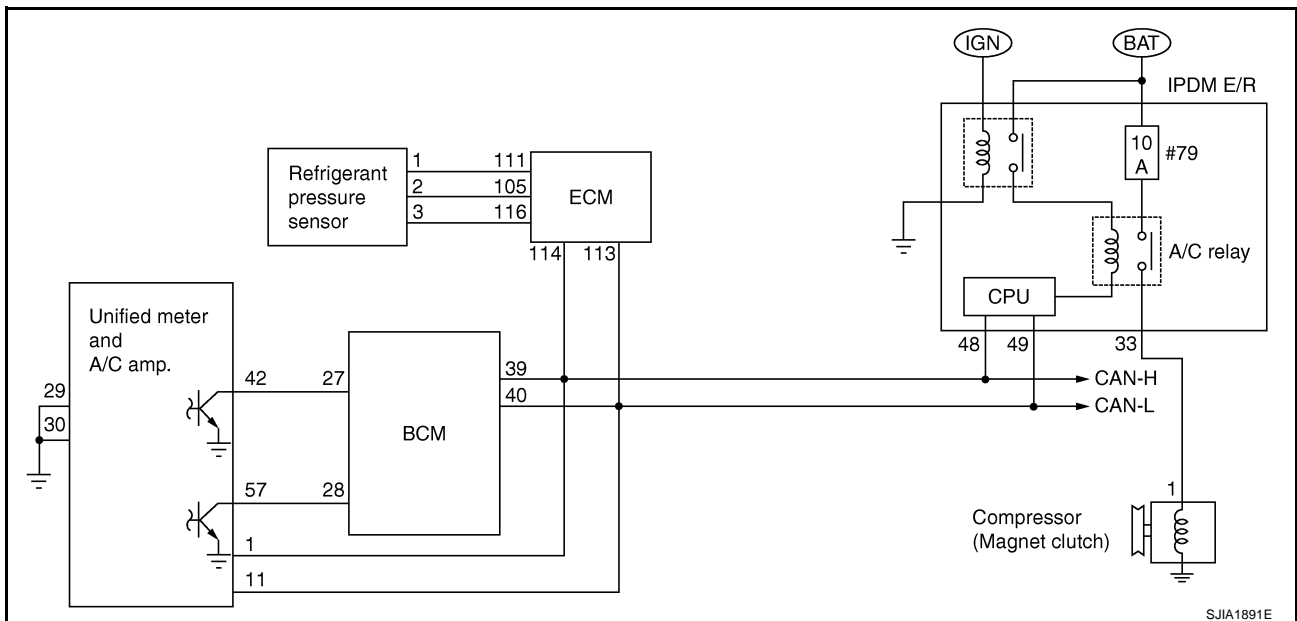 IGN
BAT
IPDM E/R
10
A
#79
A/C relay
CPU
48
49
33
Refrigerant
pressure
sensor
1
2
3
111
105
116
ECM
114
113
Unified meter
and
A/C amp.
29
30
42
27
57
28
1
11
BCM
39
40
CAN-H
CAN-L
1
Compressor
(Magnet clutch)
SJIA1891E